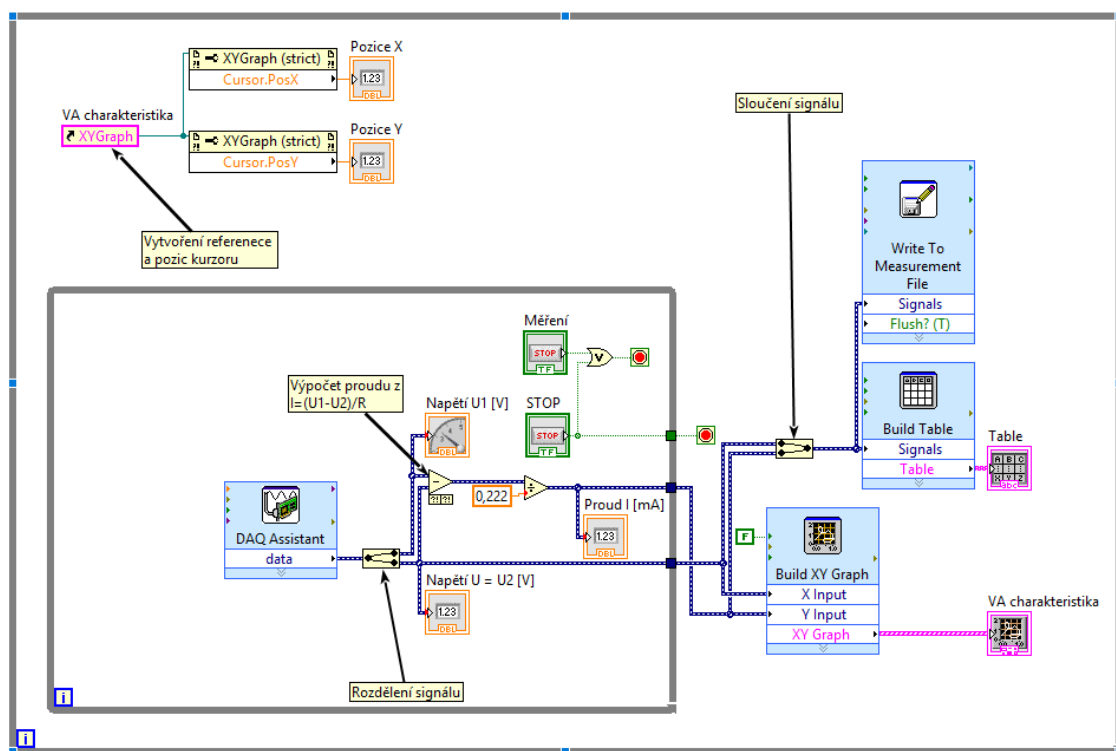 Pozice X
XYGraph (strict)
Cursor.PosX
1.23
DBL
VA charakteristika
XYGraph
Pozice Y
XYGraph (strict)
Cursor.PosY
1.23
DBL
Vytvoření referenece
a pozic kurzoru
Sloučení signálu
Write To
Measurement
File
Signals
Flush? (T)
Měření
STOP
TF
V
Výpočet proudu z
I=(U1-U2)/R
Napětí U1 [V]
DBL
STOP
STOP
TF
Build Table
Signals
Table
Table
abc
0,222
Proud I [mA]
1.23
DBL
DAQ Assistant
data
Napětí U = U2 [V]
1.23
DBL
F
Build XY Graph
X Input
Y Input
XY Graph
VA charakteristika
Rozdělení signálu
i
i